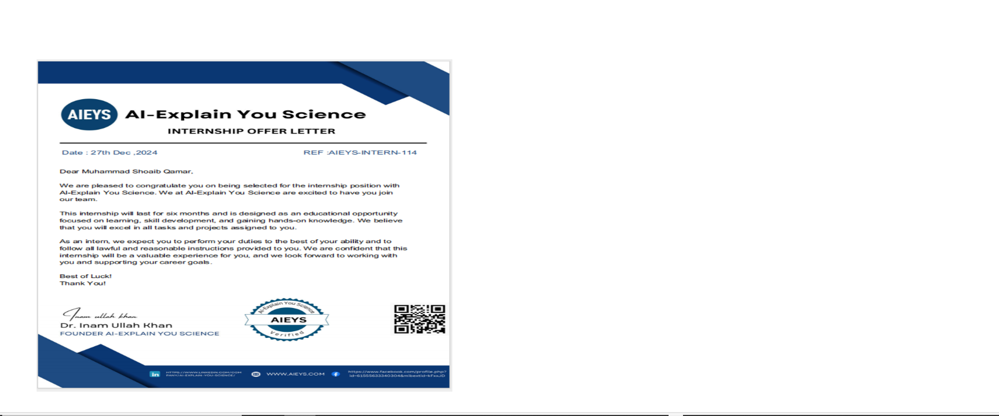 AIEYS
AI-Explain You Science
INTERNSHIP OFFER LETTER
Date : 27th Dec ,2024
REF :AIEYS-INTERN-114
Dear Muhammad Shoaib Qamar,
We are pleased to congratulate you on being selected for the internship position with
AI-Explain You Science. We at AI-Explain You Science are excited to have you join
our team.
This internship will last for six months and is designed as an educational opportunity
focused on learning, skill development, and gaining hands-on knowledge. We believe
that you will excel in all tasks and projects assigned to you.
As an intern, we expect you to perform your duties to the best of your ability and to
follow all lawful and reasonable instructions provided to you. We are confident that this
internship will be a valuable experience for you, and we look forward to working with
you and supporting your career goals.
Best of Luck!
Thank You!
Inam ullah khan
Dr. Inam Ullah Khan
FOUNDER AI-EXPLAIN YOU SCIENCE
AI-Explain You Science
AIEYS
Verified
in
HTTPS://WWW.LINKEDIN.COM/COM
PANY/AI-EXPLAIN-YOU-SCIENCE/
WWW.AIEYS.COM
https://www.facebook.com/profile.php?